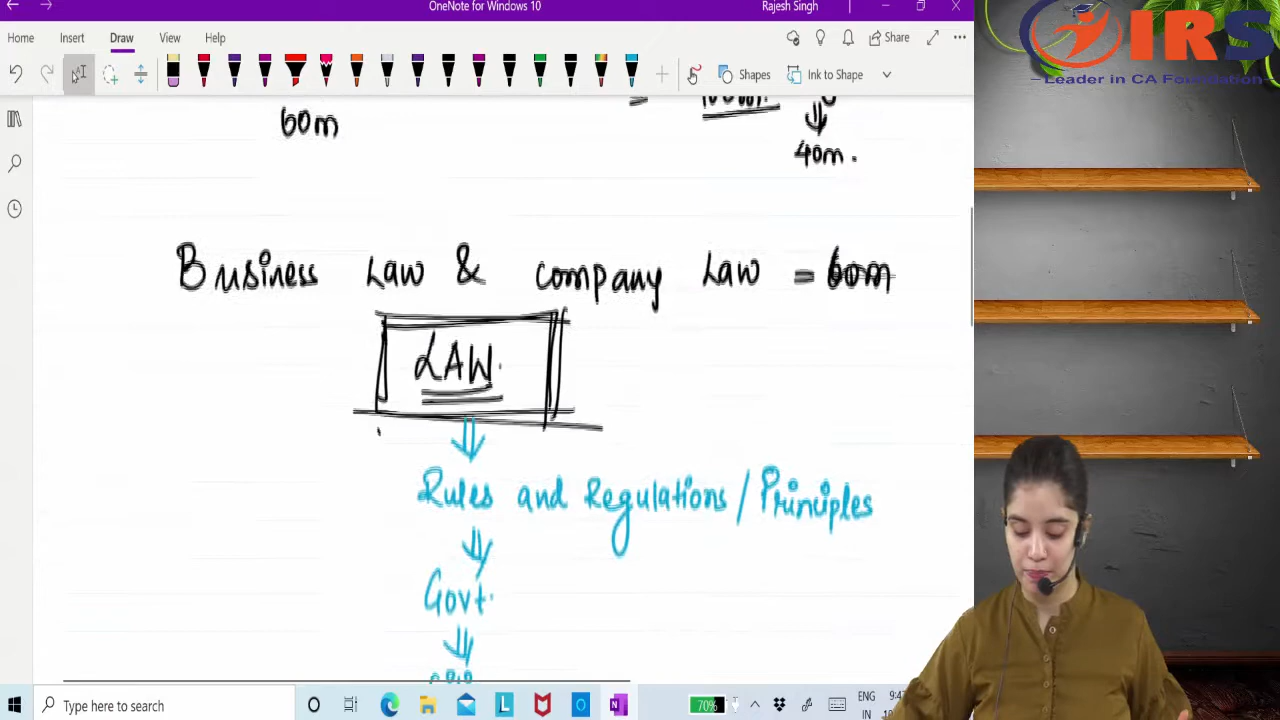 OneNote for Windows 10
Rajesh Singh
Home Insert Draw View Help
Share
Shapes
Ink to Shape
IRS
Leader in CA Foundation
60m
40m.
Business Law & company Law = 60m
LAW.
Rules and Regulations/Principles
Govt.
Type here to search
70%
ENG
IN